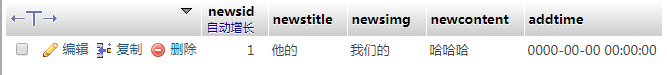 newsid newstitle newsimg newcontent addtime
自动增长
编辑 复制 删除 1 他的 我们的 哈哈哈 0000-00-00 00:00:00